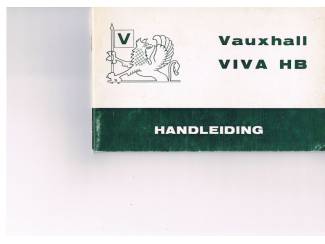 V
Vauxhall
VIVA HB
HANDLEIDING